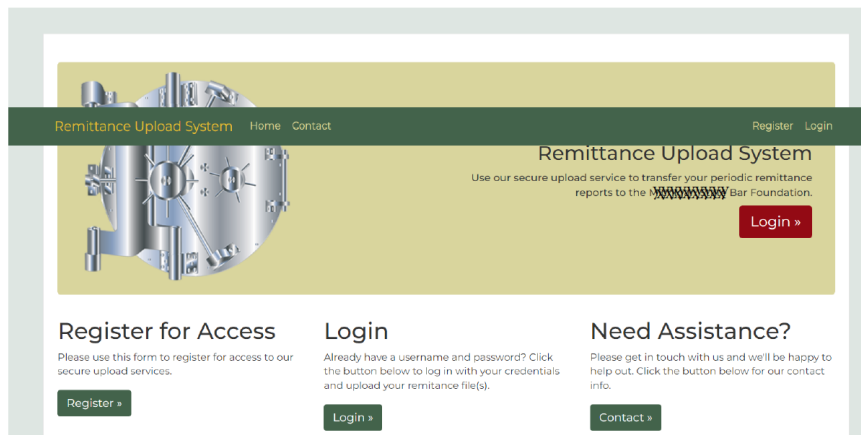 Remittance Upload System Home Contact Register Login
Remittance Upload System
Use our secure upload service to transfer your periodic remittance
reports to the Bar Foundation.
Login »
Register for Access
Please use this form to register for access to our
secure upload services.
Register »
Login
Already have a username and password? Click
the button below to log in with your credentials
and upload your remitance file(s).
Login »
Need Assistance?
Please get in touch with us and we'll be happy to
help out. Click the button below for our contact
info.
Contact »